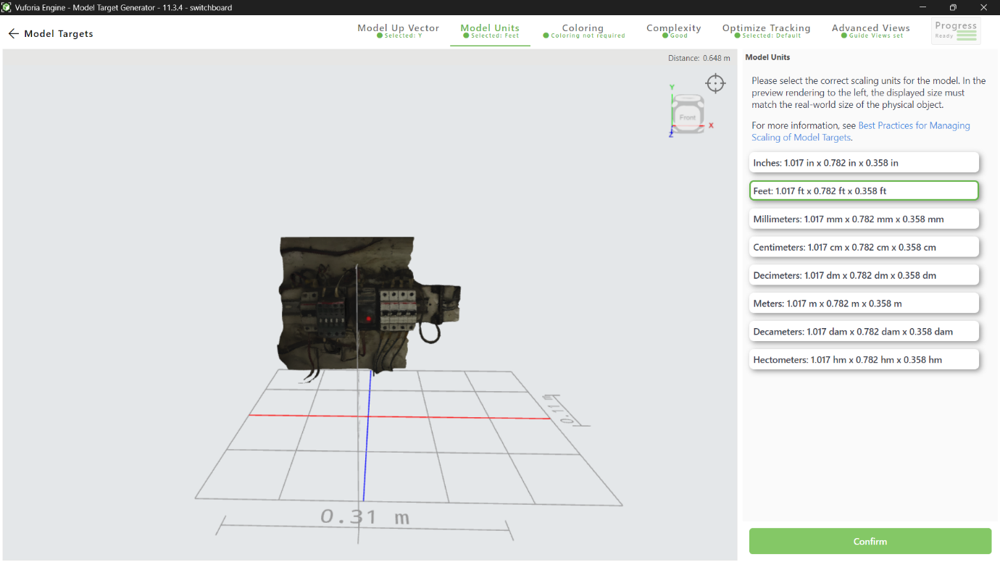 Vuforia Engine - Model Target Generator - 11.3.4 - switchboard
Model Targets
Model Up Vector
Selected: Y
Model Units
Selected: Feet
Coloring
Coloring not required
Complexity
Good
Optimize Tracking
Selected: Default
Advanced Views
Guide Views set
Progress
Ready
Distance: 0.648 m
Y
Front
X
Z
0.11 m
0.31 m
Model Units
Please select the correct scaling units for the model. In the
preview rendering to the left, the displayed size must
match the real-world size of the physical object.
For more information, see Best Practices for Managing
Scaling of Model Targets.
Inches: 1.017 in x 0.782 in x 0.358 in
Feet: 1.017 ft x 0.782 ft x 0.358 ft
Millimeters: 1.017 mm x 0.782 mm x 0.358 mm
Centimeters: 1.017 cm x 0.782 cm x 0.358 cm
Decimeters: 1.017 dm x 0.782 dm x 0.358 dm
Meters: 1.017 m x 0.782 m x 0.358 m
Decameters: 1.017 dam x 0.782 dam x 0.358 dam
Hectometers: 1.017 hm x 0.782 hm x 0.358 hm
Confirm